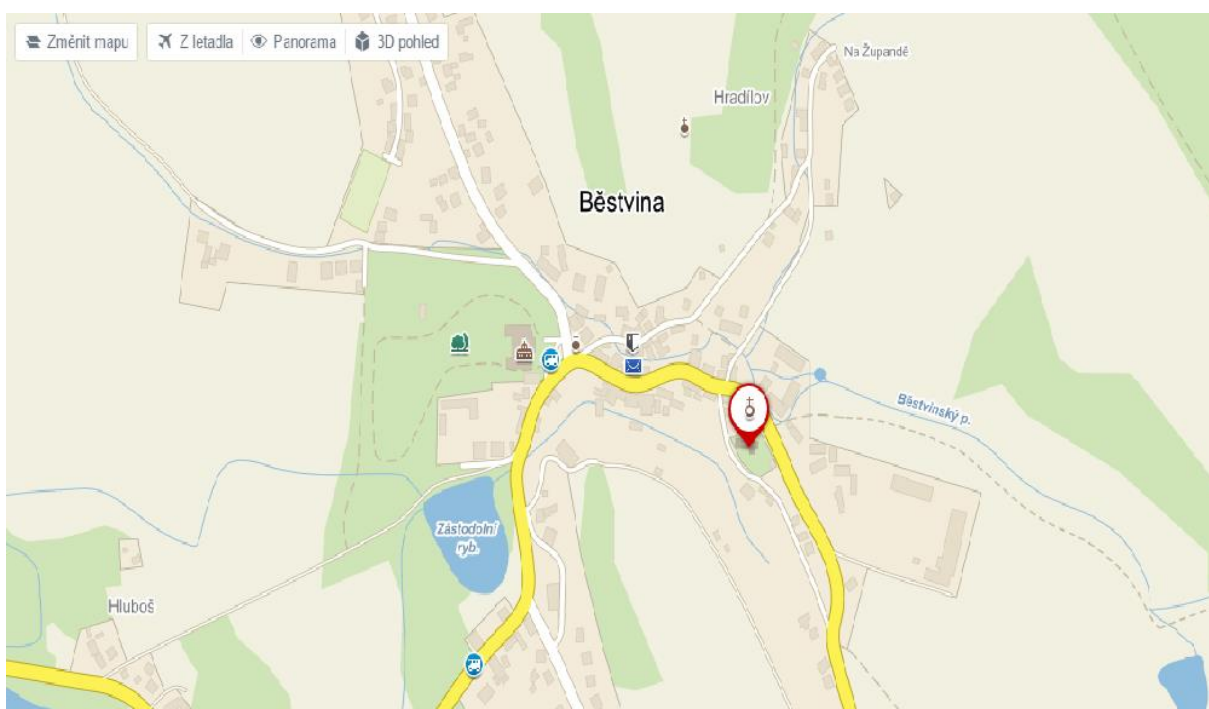 Změnit mapu
Z letadla
Panorama
3D pohled
Na Župandě
Hradílov
Běstvina
Běstvinský p.
Zástodolní
ryb.
Hluboš